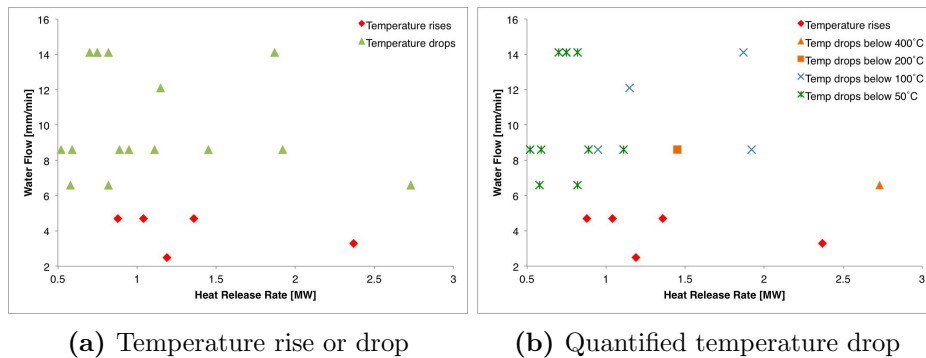 16
14
12
10
8
6
4
2
Water Flow [mm/min]
Temperature rises
Temperature drops
0.5 1 1.5 2 2.5 3
Heat Release Rate [MW]
(a) Temperature rise or drop
16
14
12
10
8
6
4
2
Water Flow [mm/min]
Temperature rises
Temp drops below 400˚C
Temp drops below 200˚C
Temp drops below 100˚C
Temp drops below 50˚C
0.5 1 1.5 2 2.5 3
Heat Release Rate [MW]
(b) Quantified temperature drop